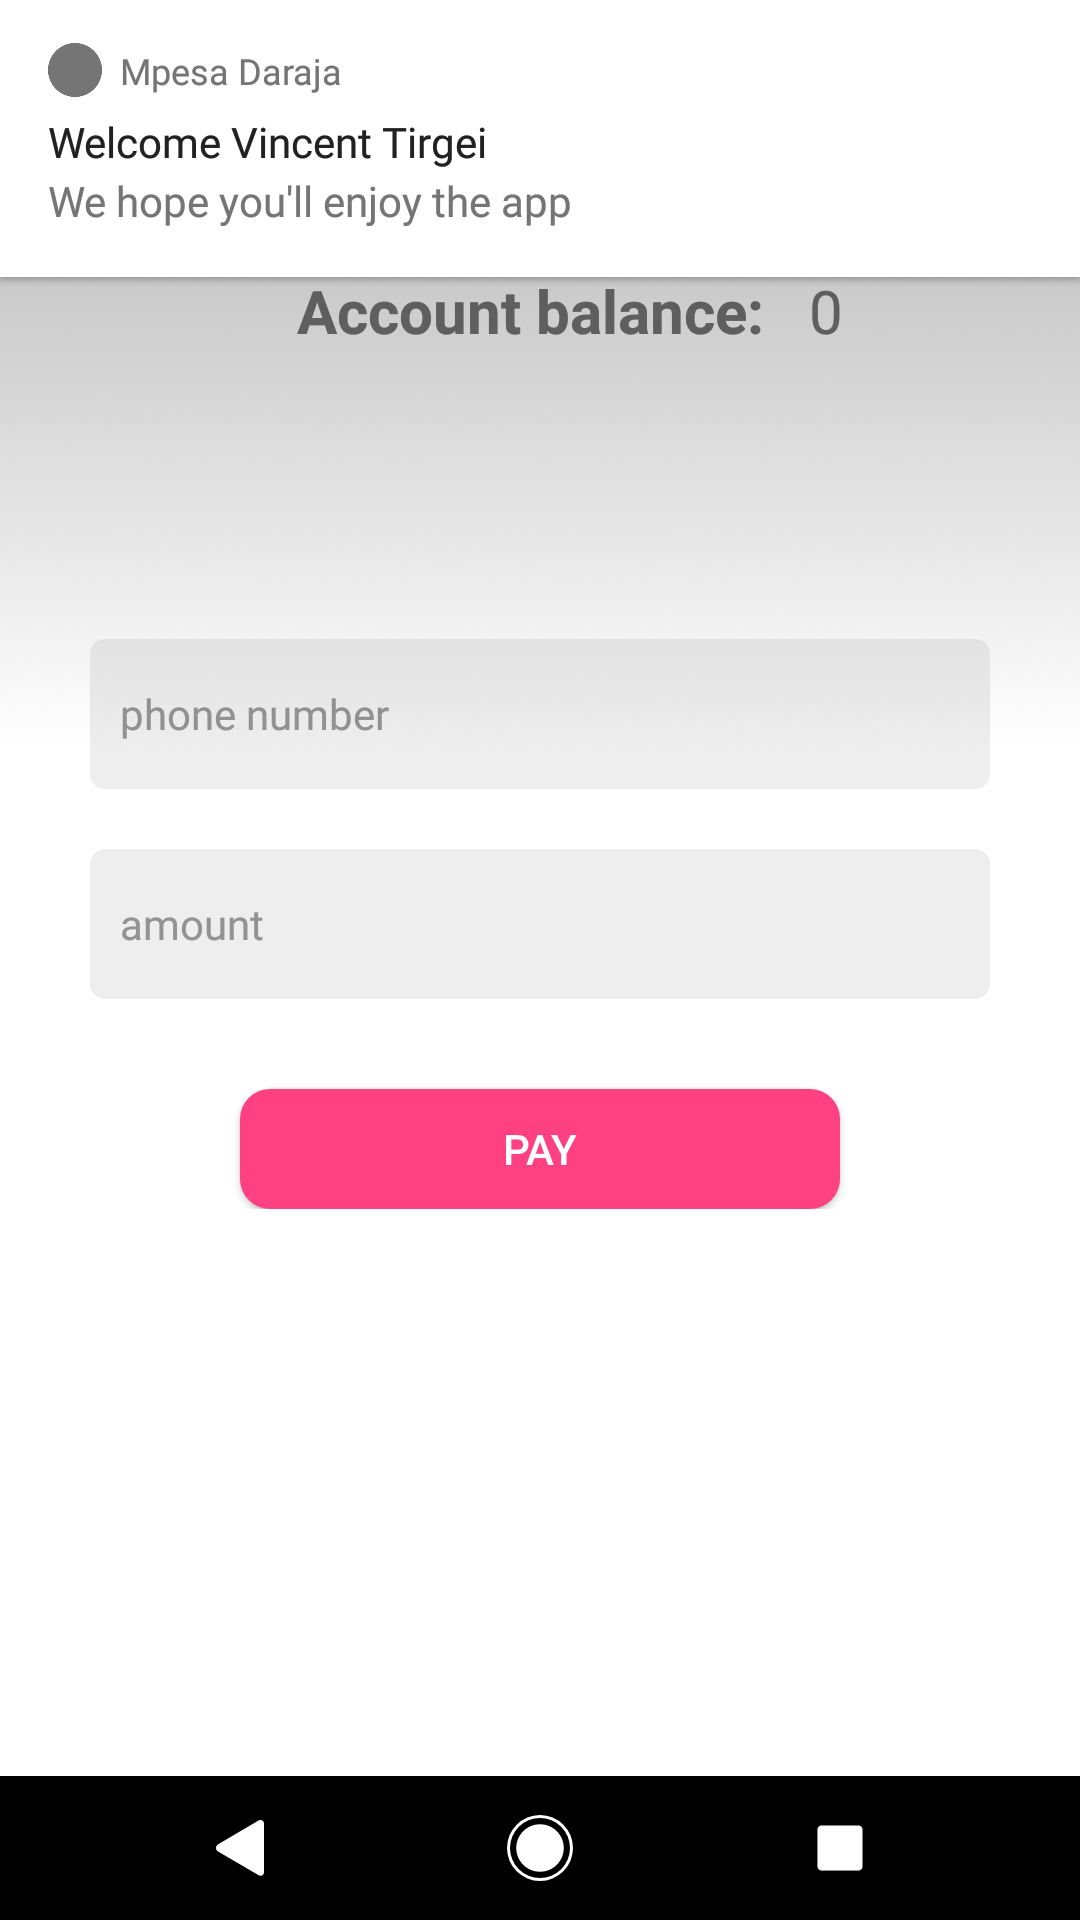 Mpesa Daraja
Welcome Vincent Tirgei
We hope you'll enjoy the app
Account balance: 0
phone number
amount
PAY